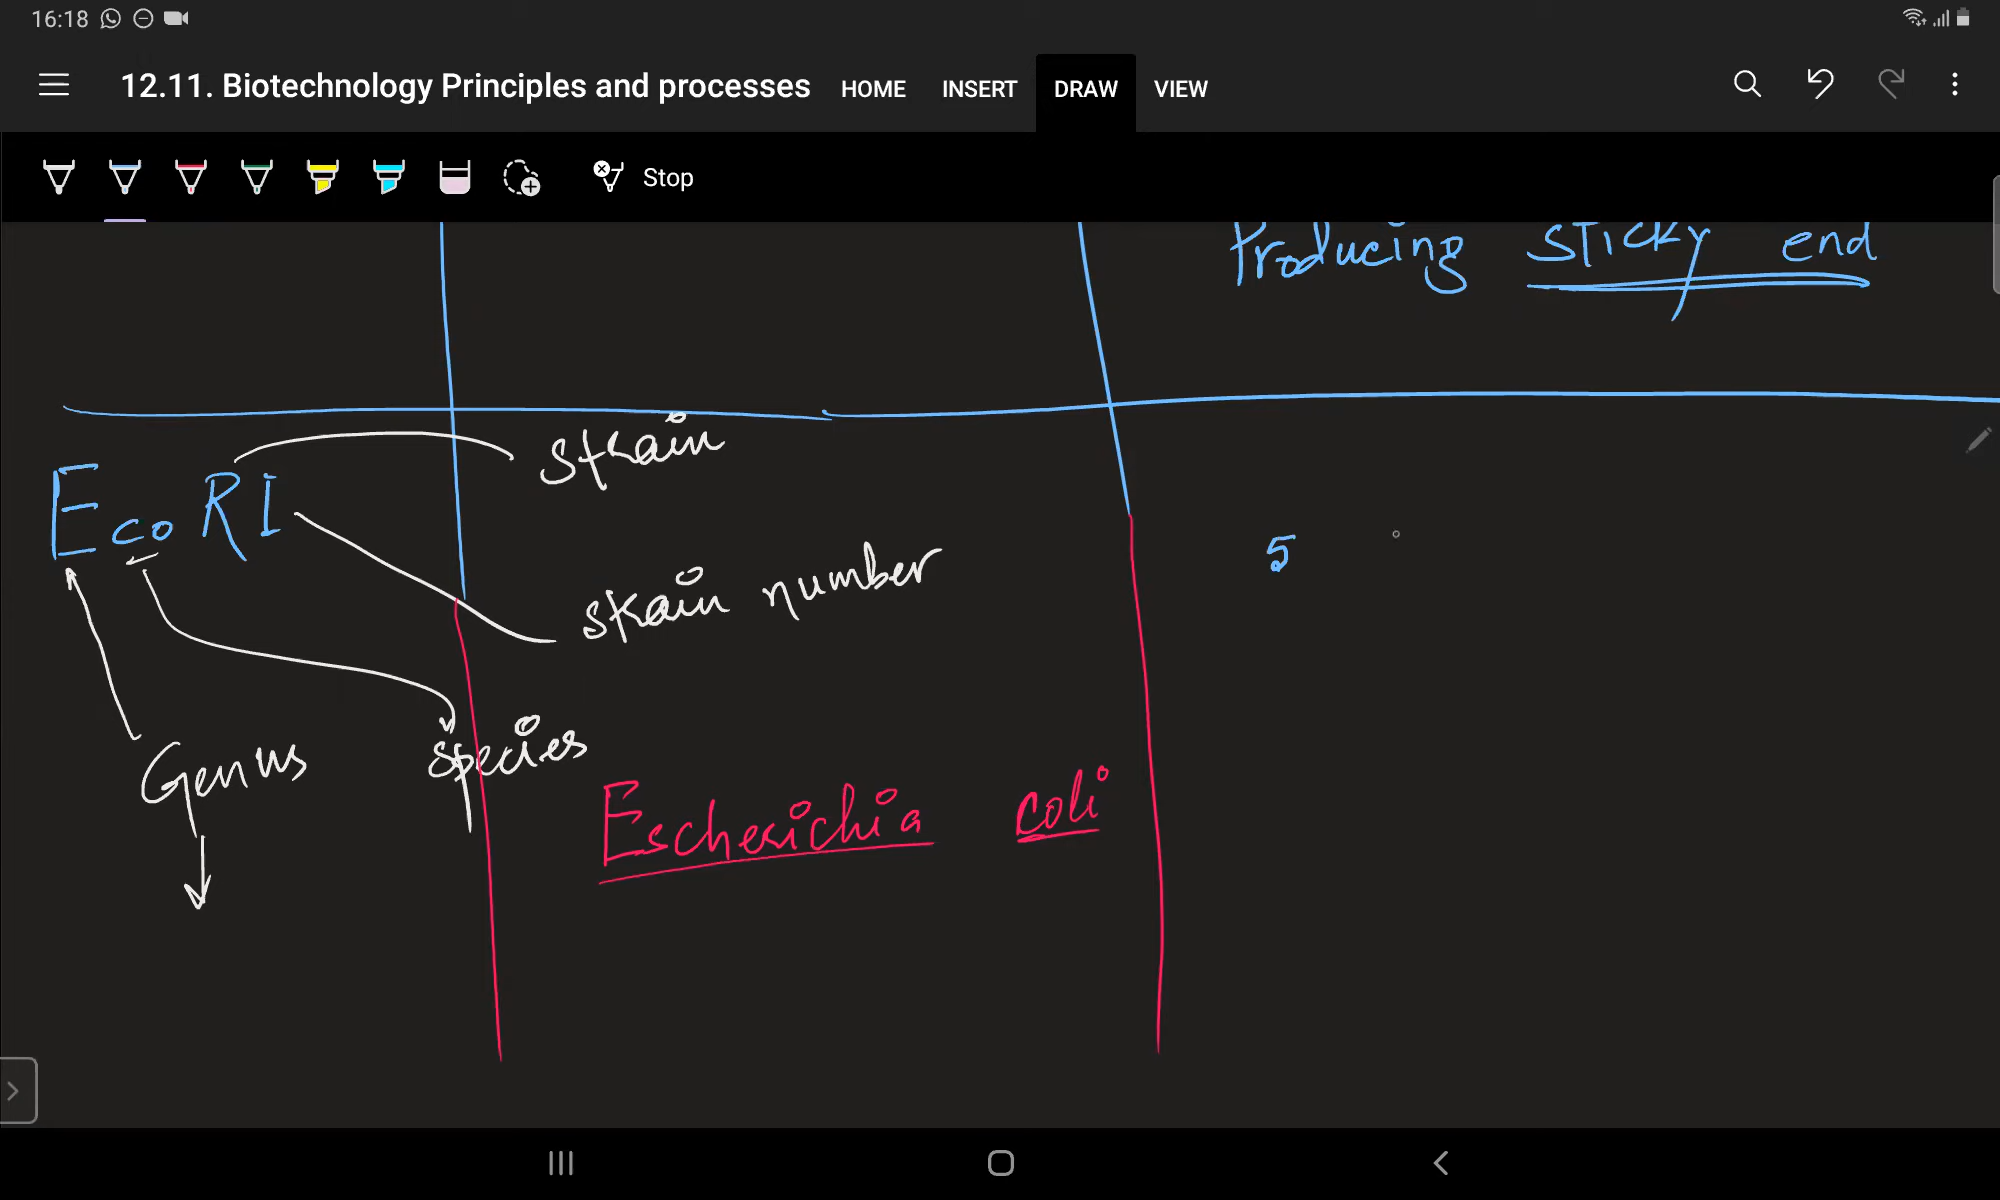 16:18
12.11. Biotechnology Principles and processes HOME INSERT DRAW VIEW
Stop
Producing sticky end
strain
EcoRI
strain number
5
Genus species
Escherichia coli